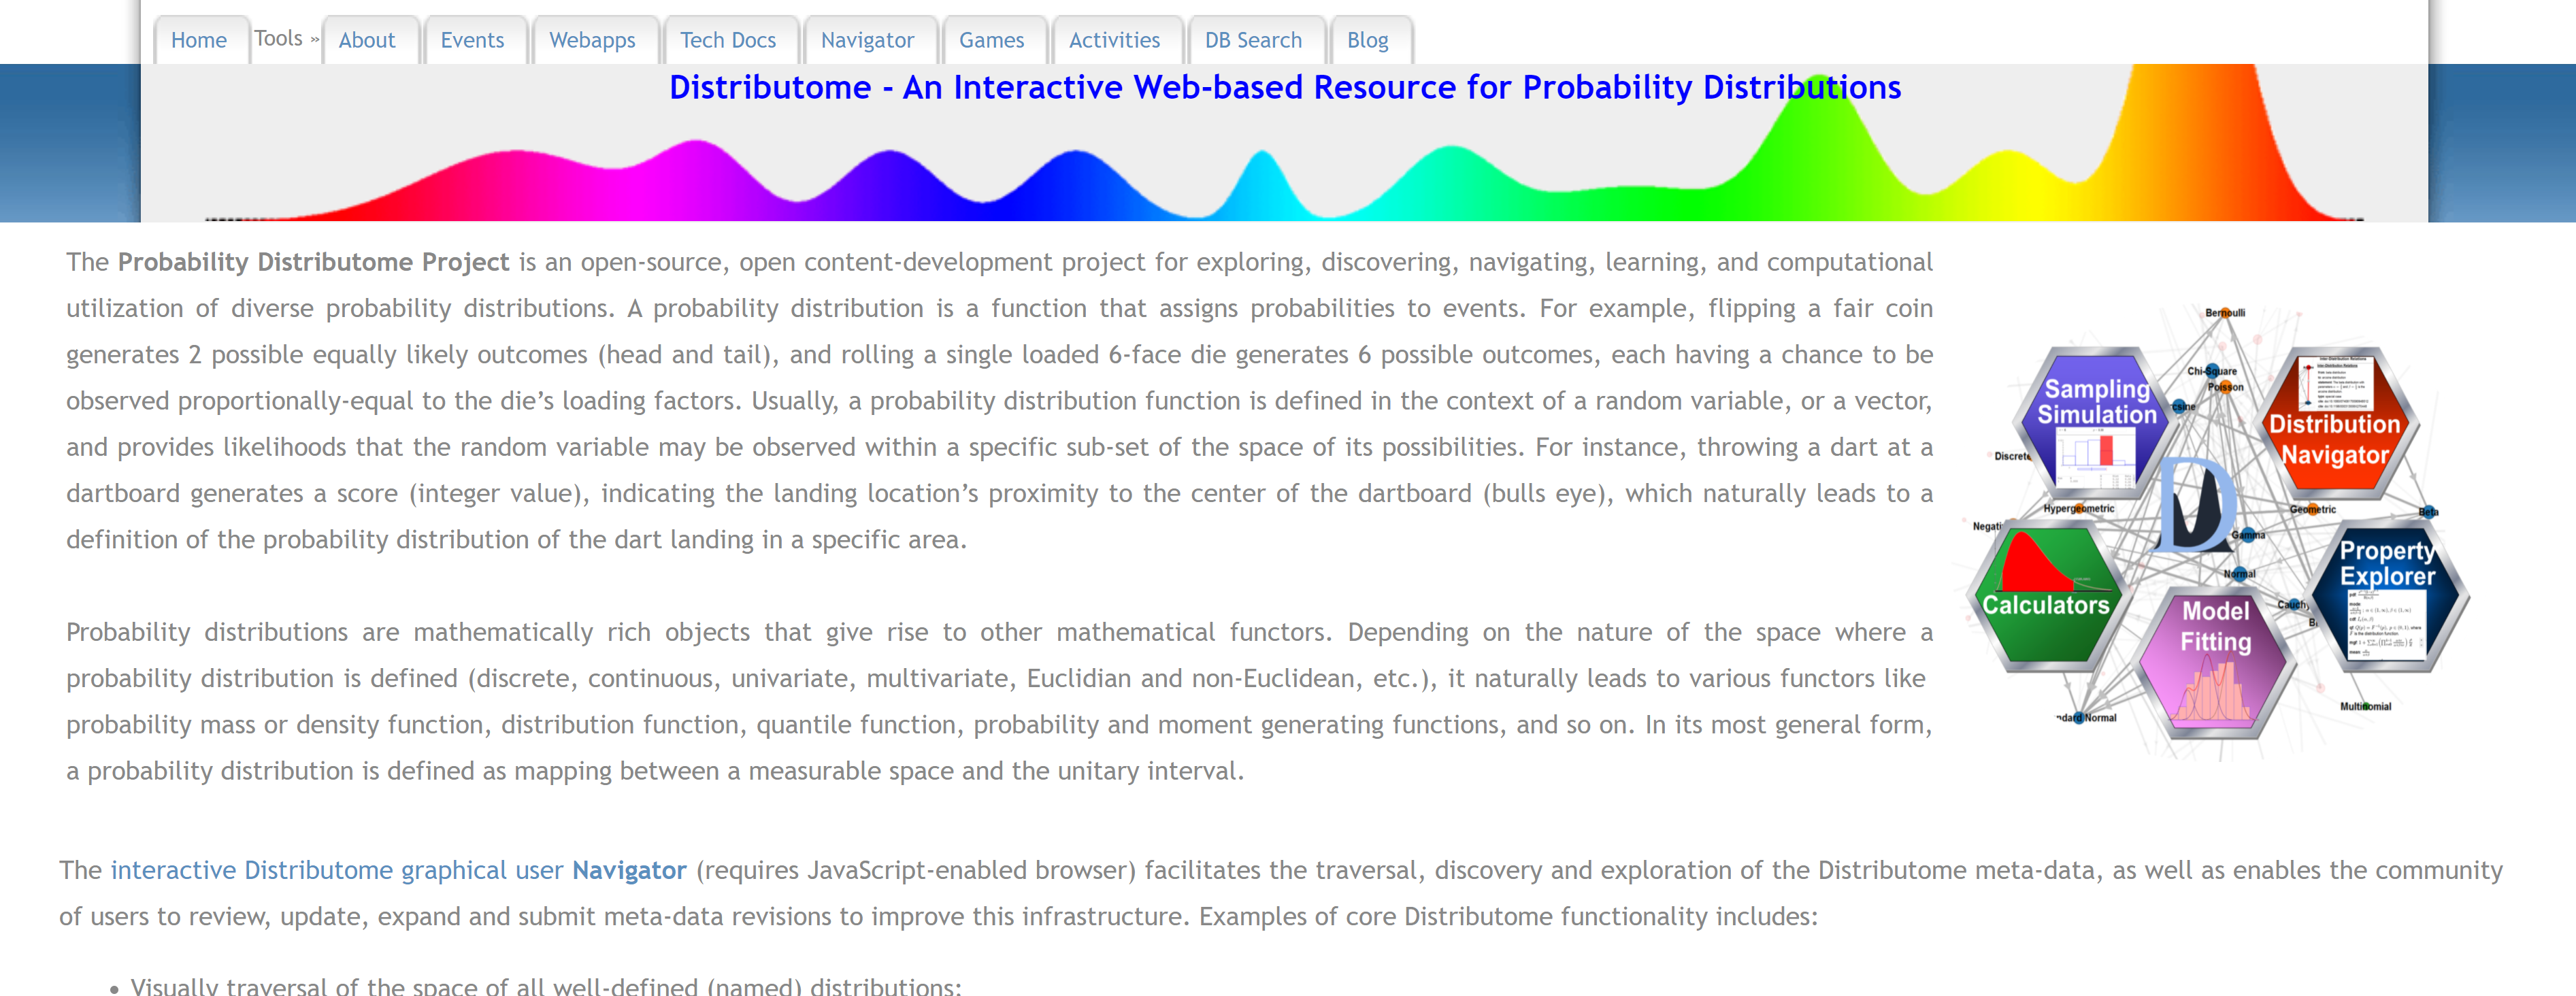 Home Tools » About Events Webapps Tech Docs Navigator Games Activities DB Search Blog
Distributome - An Interactive Web-based Resource for Probability Distributions
The Probability Distributome Project is an open-source, open content-development project for exploring, discovering, navigating, learning, and computational
utilization of diverse probability distributions. A probability distribution is a function that assigns probabilities to events. For example, flipping a fair coin
generates 2 possible equally likely outcomes (head and tail), and rolling a single loaded 6-face die generates 6 possible outcomes, each having a chance to be
observed proportionally-equal to the die’s loading factors. Usually, a probability distribution function is defined in the context of a random variable, or a vector,
and provides likelihoods that the random variable may be observed within a specific sub-set of the space of its possibilities. For instance, throwing a dart at a
dartboard generates a score (integer value), indicating the landing location’s proximity to the center of the dartboard (bulls eye), which naturally leads to a
definition of the probability distribution of the dart landing in a specific area.
Probability distributions are mathematically rich objects that give rise to other mathematical functors. Depending on the nature of the space where a
probability distribution is defined (discrete, continuous, univariate, multivariate, Euclidian and non-Euclidean, etc.), it naturally leads to various functors like
probability mass or density function, distribution function, quantile function, probability and moment generating functions, and so on. In its most general form,
a probability distribution is defined as mapping between a measurable space and the unitary interval.
Bernoulli
Chi-Square
Poisson
csine
Sampling
Simulation
Distribution
Navigator
Discrete
D
Hypergeometric
Geometric
Beta
Negati
Gamma
Normal
Calculators
Property
Explorer
Cauchy
B
Model
Fitting
Multinomial
ndard Normal
The interactive Distributome graphical user Navigator (requires JavaScript-enabled browser) facilitates the traversal, discovery and exploration of the Distributome meta-data, as well as enables the community
of users to review, update, expand and submit meta-data revisions to improve this infrastructure. Examples of core Distributome functionality includes:
• Visually traversal of the space of all well-defined (named) distributions;